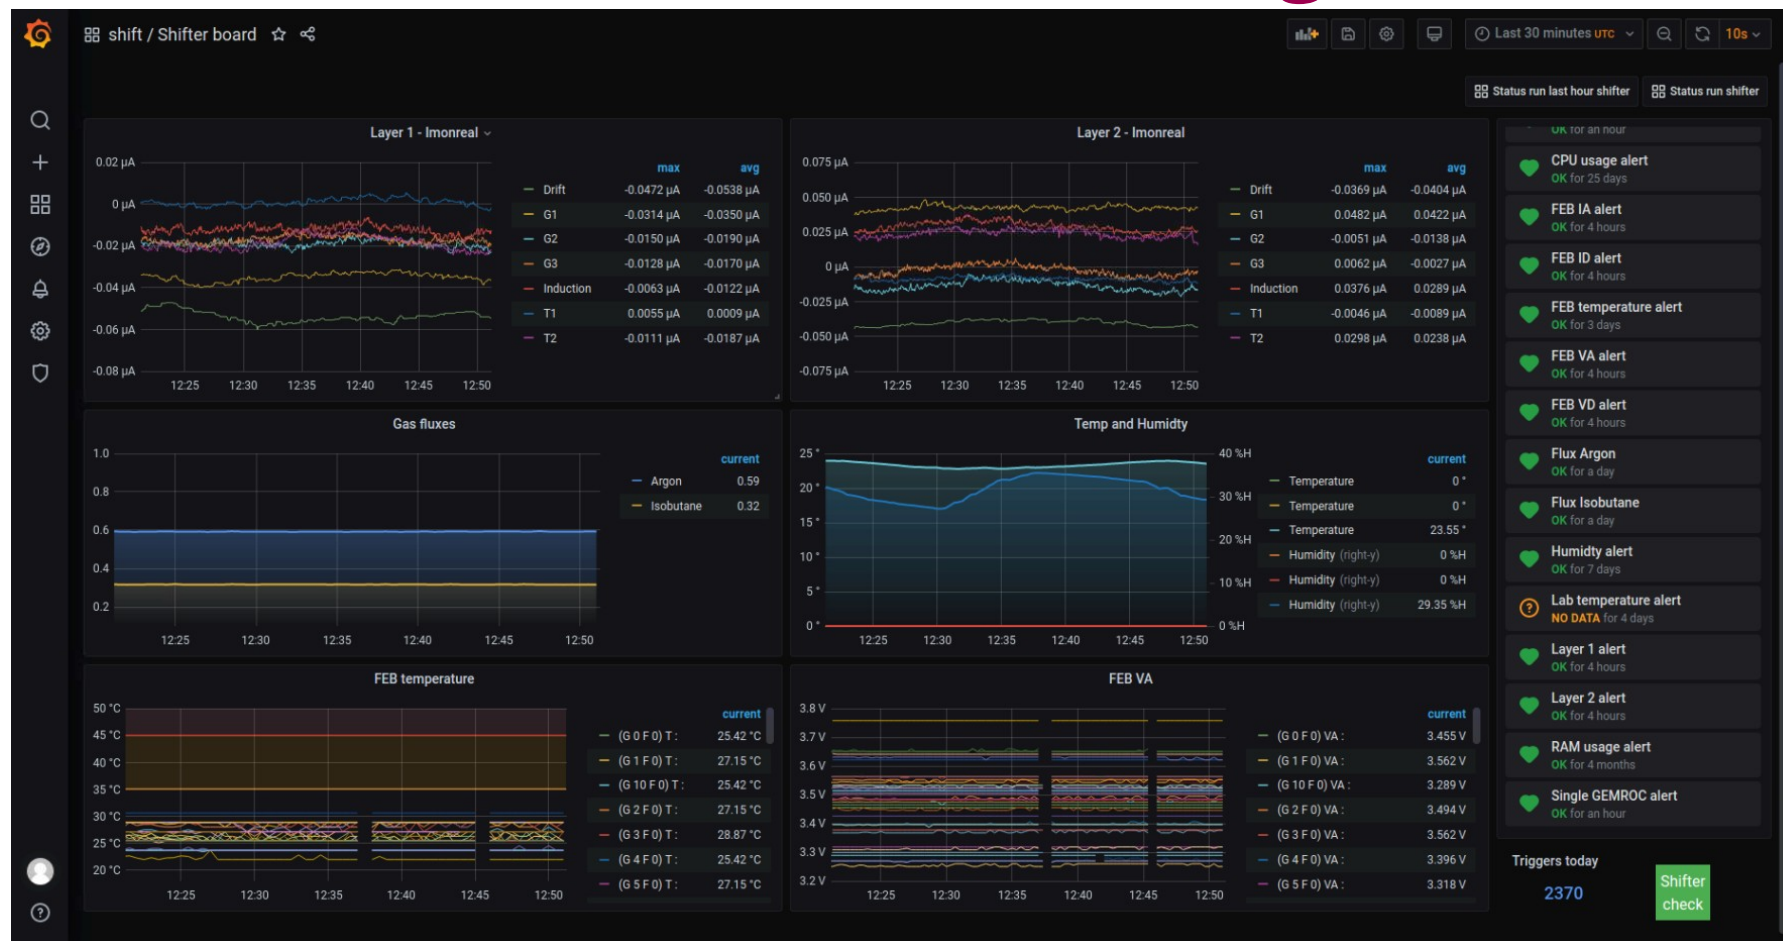 shift / Shifter board
Last 30 minutes UTC
10s
Status run last hour shifter
Status run shifter
Layer 1 - Imonreal
0.02 µA
0 µA
-0.02 µA
-0.04 µA
-0.06 µA
-0.08 µA
12:25 12:30 12:35 12:40 12:45 12:50
max avg
Drift -0.0472 µA -0.0538 µA
G1 -0.0314 µA -0.0350 µA
G2 -0.0150 µA -0.0190 µA
G3 -0.0128 µA -0.0170 µA
Induction -0.0063 µA -0.0122 µA
T1 0.0055 µA 0.0009 µA
T2 -0.0111 µA -0.0187 µA
Layer 2 - Imonreal
0.075 µA
0.050 µA
0.025 µA
0 µA
-0.025 µA
-0.050 µA
-0.075 µA
12:25 12:30 12:35 12:40 12:45 12:50
max avg
Drift -0.0369 µA -0.0404 µA
G1 0.0482 µA 0.0422 µA
G2 -0.0051 µA -0.0138 µA
G3 0.0062 µA -0.0027 µA
Induction 0.0376 µA 0.0289 µA
T1 -0.0046 µA -0.0089 µA
T2 0.0298 µA 0.0238 µA
Gas fluxes
1.0
0.8
0.6
0.4
0.2
12:25 12:30 12:35 12:40 12:45 12:50
current
Argon 0.59
Isobutane 0.32
Temp and Humidty
25 °
20 °
15 °
10 °
5 °
0 °
40 %H
30 %H
20 %H
10 %H
0 %H
12:25 12:30 12:35 12:40 12:45 12:50
current
Temperature 0 °
Temperature 0 °
Temperature 23.55 °
Humidity (right-y) 0 %H
Humidity (right-y) 0 %H
Humidity (right-y) 29.35 %H
FEB temperature
50 °C
45 °C
40 °C
35 °C
30 °C
25 °C
20 °C
12:25 12:30 12:35 12:40 12:45 12:50
current
(G 0 F 0) T : 25.42 °C
(G 1 F 0) T : 27.15 °C
(G 10 F 0) T : 25.42 °C
(G 2 F 0) T : 27.15 °C
(G 3 F 0) T : 28.87 °C
(G 4 F 0) T : 25.42 °C
(G 5 F 0) T : 27.15 °C
FEB VA
3.8 V
3.7 V
3.6 V
3.5 V
3.4 V
3.3 V
3.2 V
12:25 12:30 12:35 12:40 12:45 12:50
current
(G 0 F 0) VA : 3.455 V
(G 1 F 0) VA : 3.562 V
(G 10 F 0) VA : 3.289 V
(G 2 F 0) VA : 3.494 V
(G 3 F 0) VA : 3.562 V
(G 4 F 0) VA : 3.396 V
(G 5 F 0) VA : 3.318 V
OK for an hour
CPU usage alert
OK for 25 days
FEB IA alert
OK for 4 hours
FEB ID alert
OK for 4 hours
FEB temperature alert
OK for 3 days
FEB VA alert
OK for 4 hours
FEB VD alert
OK for 4 hours
Flux Argon
OK for a day
Flux Isobutane
OK for a day
Humidty alert
OK for 7 days
Lab temperature alert
NO DATA for 4 days
Layer 1 alert
OK for 4 hours
Layer 2 alert
OK for 4 hours
RAM usage alert
OK for 4 months
Single GEMROC alert
OK for an hour
Triggers today
2370
Shifter
check